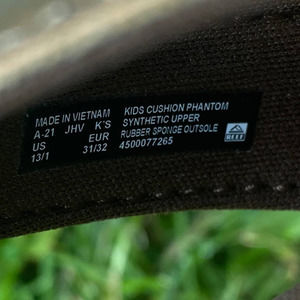 MADE IN VIETNAM
A-21 JHV K'S
US EUR
13/1 31/32
KIDS CUSHION PHANTOM
SYNTHETIC UPPER
RUBBER SPONGE OUTSOLE
4500077265
REEF